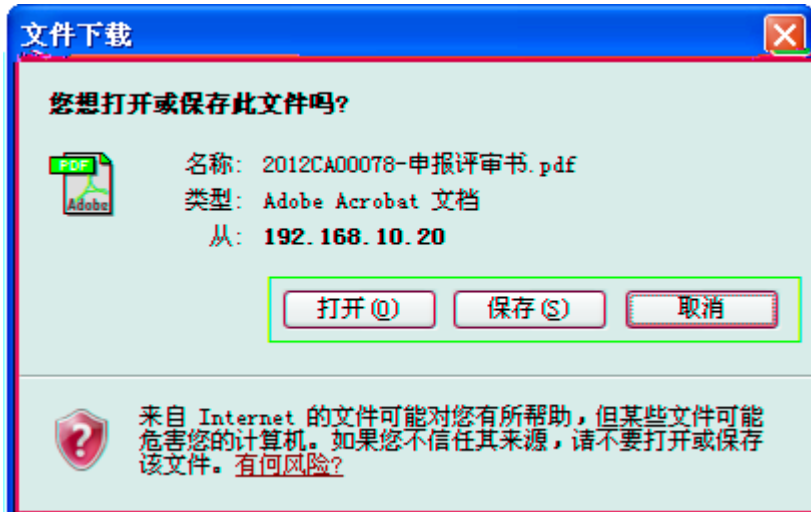 文件下载
您想打开或保存此文件吗?
PDF
Adobe
名称: 2012CA00078-申报评审书.pdf
类型: Adobe Acrobat 文档
从: 192.168.10.20
打开(O) 保存(S) 取消
来自 Internet 的文件可能对您有所帮助，但某些文件可能
危害您的计算机。如果您不信任其来源，请不要打开或保存
该文件。有何风险?